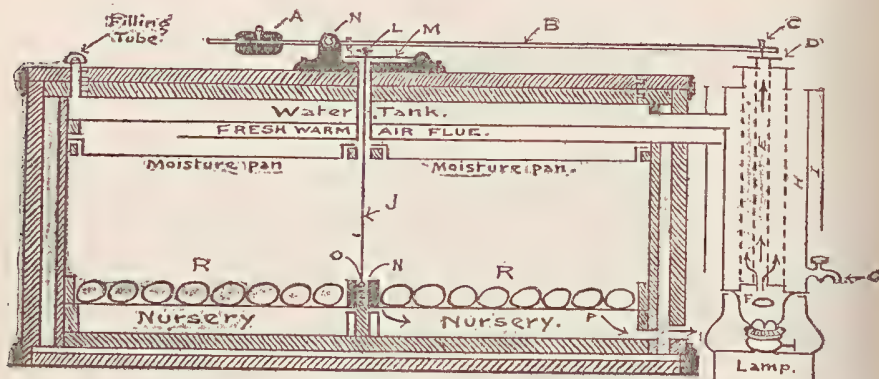 Filling
Tube
A
N
L
M
B
C
D
Water Tank.
FRESH WARM AIR FLUE.
Moisture pan
Moisture pan.
E
H
I
J
R
O
N
R
F
P
Nursery
Nursery.
Lamp.